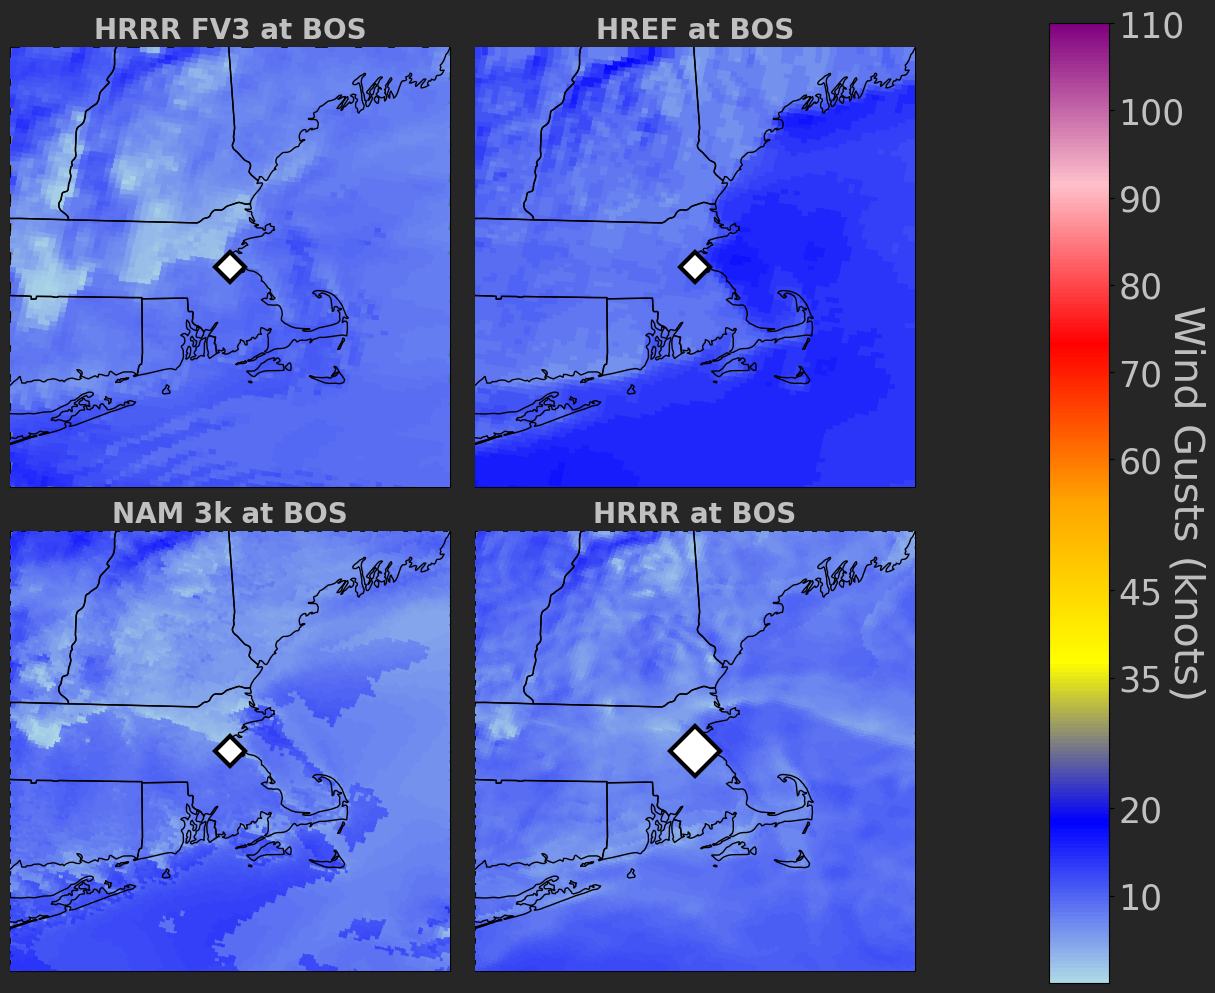 HRRR FV3 at BOS
HREF at BOS
NAM 3k at BOS
HRRR at BOS
110
100
90
80
70
60
45
35
20
10
Wind Gusts (knots)